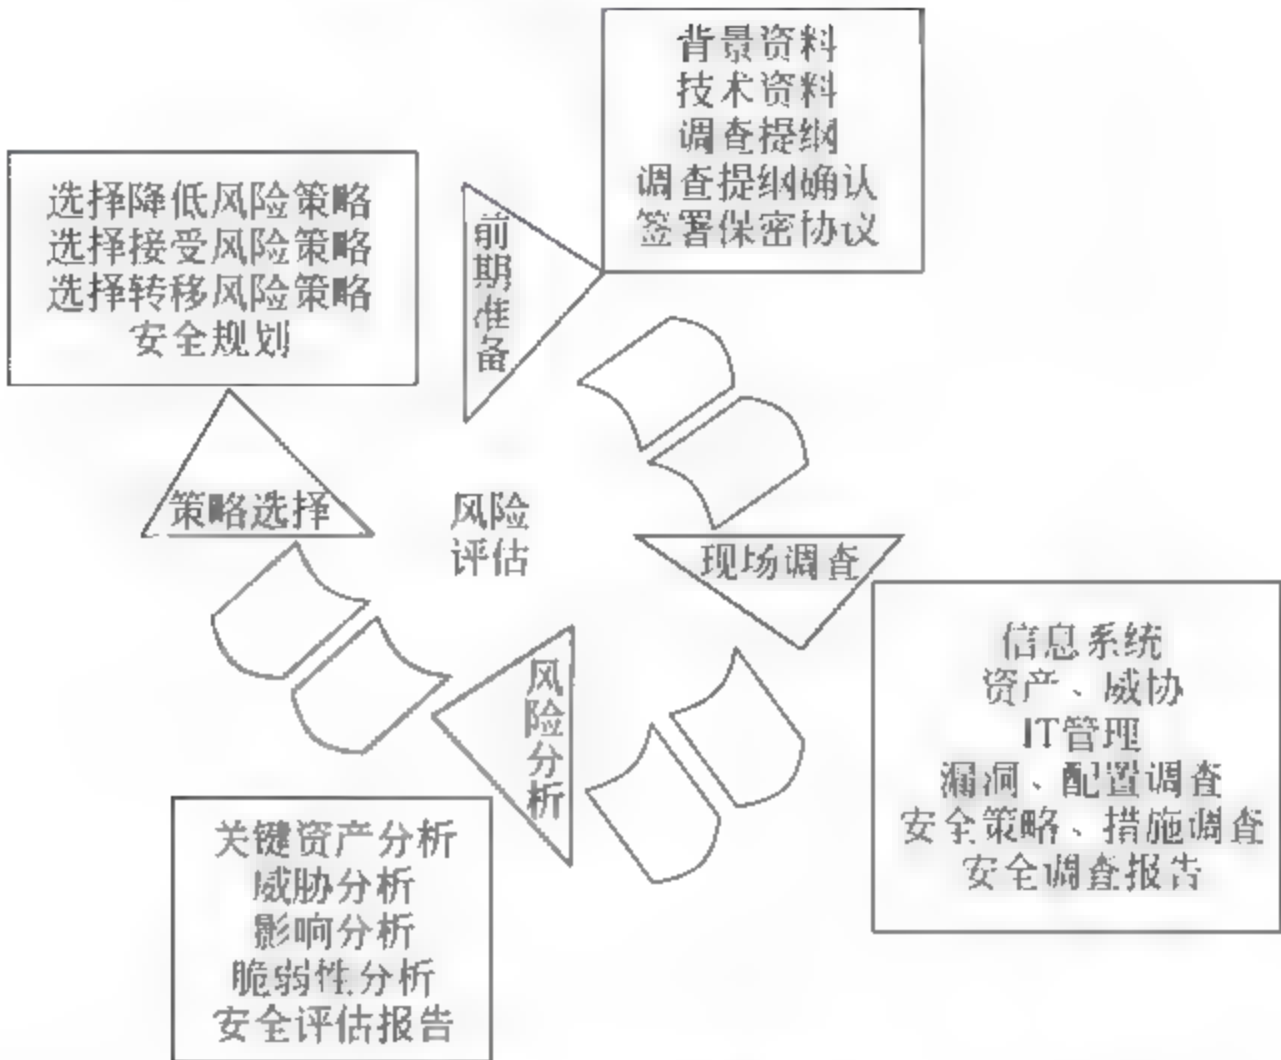 背景资料
技术资料
调查提纲
调查提纲确认
签署保密协议
选择降低风险策略
选择接受风险策略
选择转移风险策略
安全规划
前期准备
策略选择
风险
评估
现场调查
信息系统
资产、威协
IT管理
漏洞、配置调查
安全策略、措施调查
安全调查报告
风险分析
关键资产分析
威胁分析
影响分析
脆弱性分析
安全评估报告